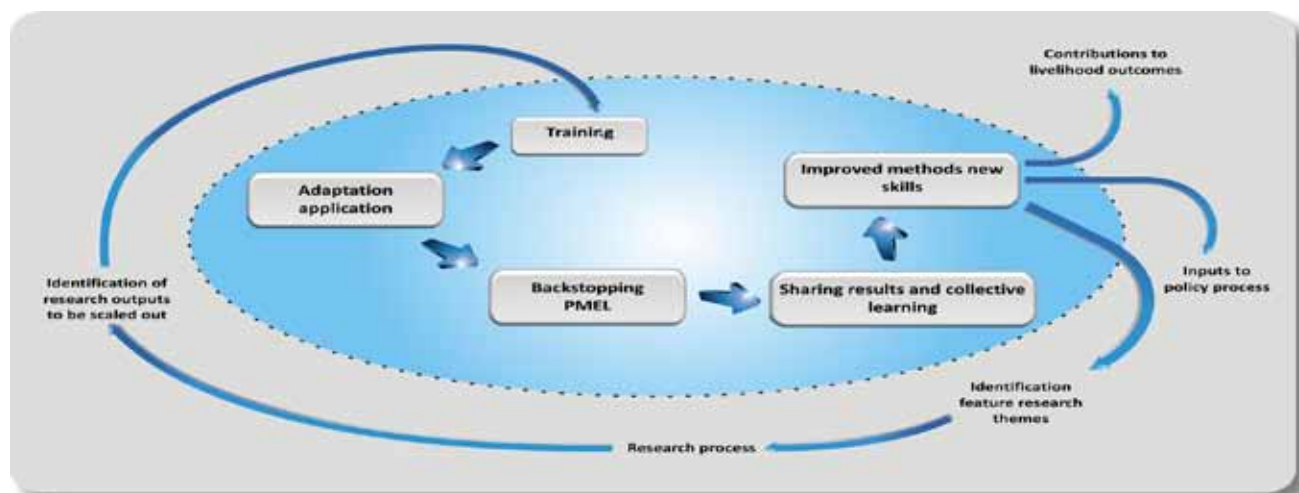 Contributions to
livelihood outcomes
Training
Improved methods new
skills
Adaptation
application
Identification of
research outputs
to be scaled out
Backstopping
PMEL
Sharing results and collective
learning
Inputs to
policy process
Identification
feature research
themes
Research process